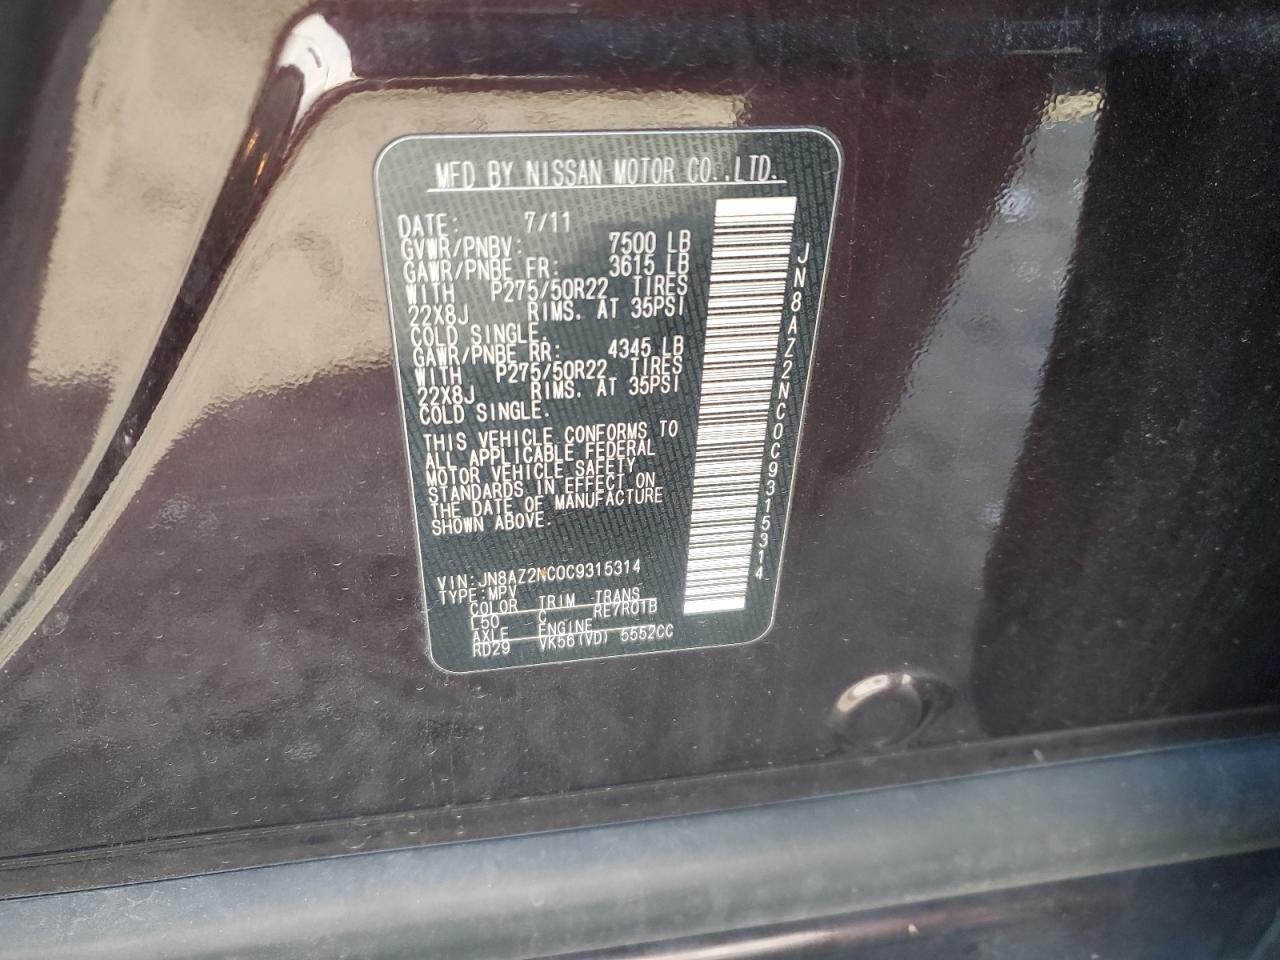 MFD BY NISSAN MOTOR CO.,LTD.
DATE: 7/11
GVWR/PNBV: 7500 LB
GAWR/PNBE FR: 3615 LB
WITH P275/50R22 TIRES
22X8J RIMS. AT 35PSI
COLD SINGLE.
GAWR/PNBE RR: 4345 LB
WITH P275/50R22 TIRES
22X8J RIMS. AT 35PSI
COLD SINGLE.
THIS VEHICLE CONFORMS TO
ALL APPLICABLE FEDERAL
MOTOR VEHICLE SAFETY
STANDARDS IN EFFECT ON
THE DATE OF MANUFACTURE
SHOWN ABOVE.
VIN:JN8AZ2NC0C9315314
TYPE:MPV
COLOR TRIM TRANS
L50 C RE7R01B
AXLE ENGINE
RD29 VK56(VD) 5552CC
JN8AZ2NC0C9315314